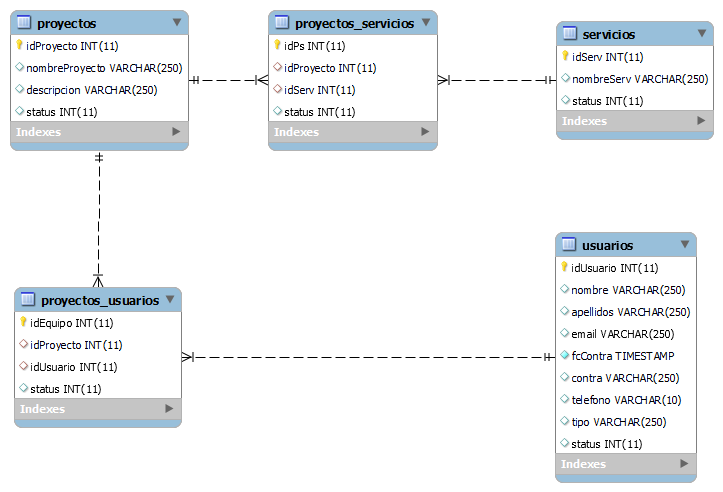 proyectos
idProyecto INT(11)
nombreProyecto VARCHAR(250)
descripcion VARCHAR(250)
status INT(11)
Indexes
proyectos_servicios
idPs INT(11)
idProyecto INT(11)
idServ INT(11)
status INT(11)
Indexes
servicios
idServ INT(11)
nombreServ VARCHAR(250)
status INT(11)
Indexes
proyectos_usuarios
idEquipo INT(11)
idProyecto INT(11)
idUsuario INT(11)
status INT(11)
Indexes
usuarios
idUsuario INT(11)
nombre VARCHAR(250)
apellidos VARCHAR(250)
email VARCHAR(250)
fcContra TIMESTAMP
contra VARCHAR(250)
telefono VARCHAR(10)
tipo VARCHAR(250)
status INT(11)
Indexes